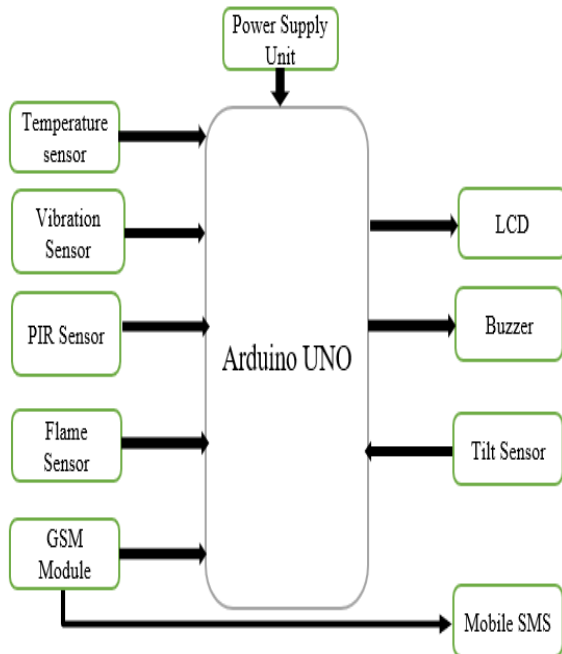 Power Supply
Unit
Temperature
sensor
Vibration
Sensor
PIR Sensor
Flame
Sensor
GSM
Module
Arduino UNO
LCD
Buzzer
Tilt Sensor
Mobile SMS